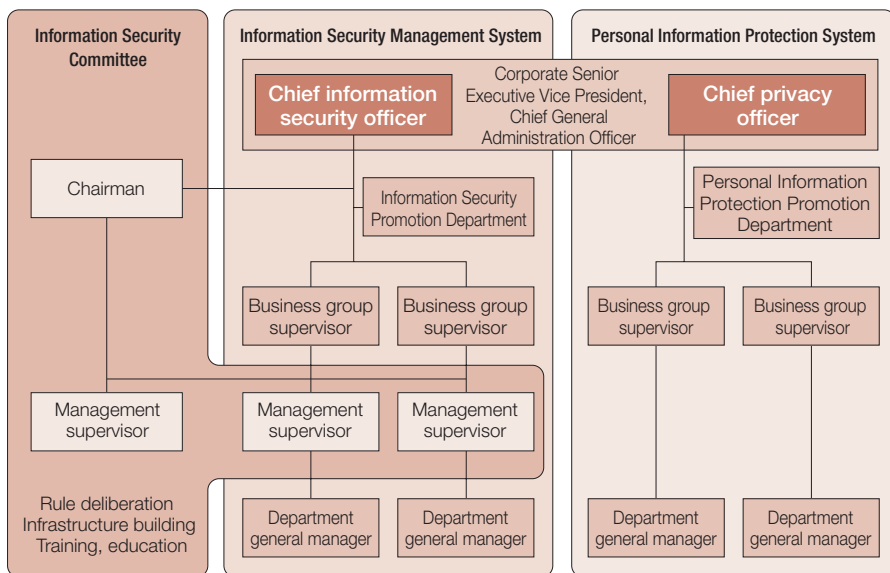 Information Security
Committee
Information Security Management System
Personal Information Protection System
Chief information
security officer
Corporate Senior
Executive Vice President,
Chief General
Administration Officer
Chief privacy
officer
Chairman
Information Security
Promotion Department
Personal Information
Protection Promotion
Department
Business group
supervisor
Business group
supervisor
Business group
supervisor
Business group
supervisor
Management
supervisor
Management
supervisor
Management
supervisor
Rule deliberation
Infrastructure building
Training, education
Department
general manager
Department
general manager
Department
general manager
Department
general manager